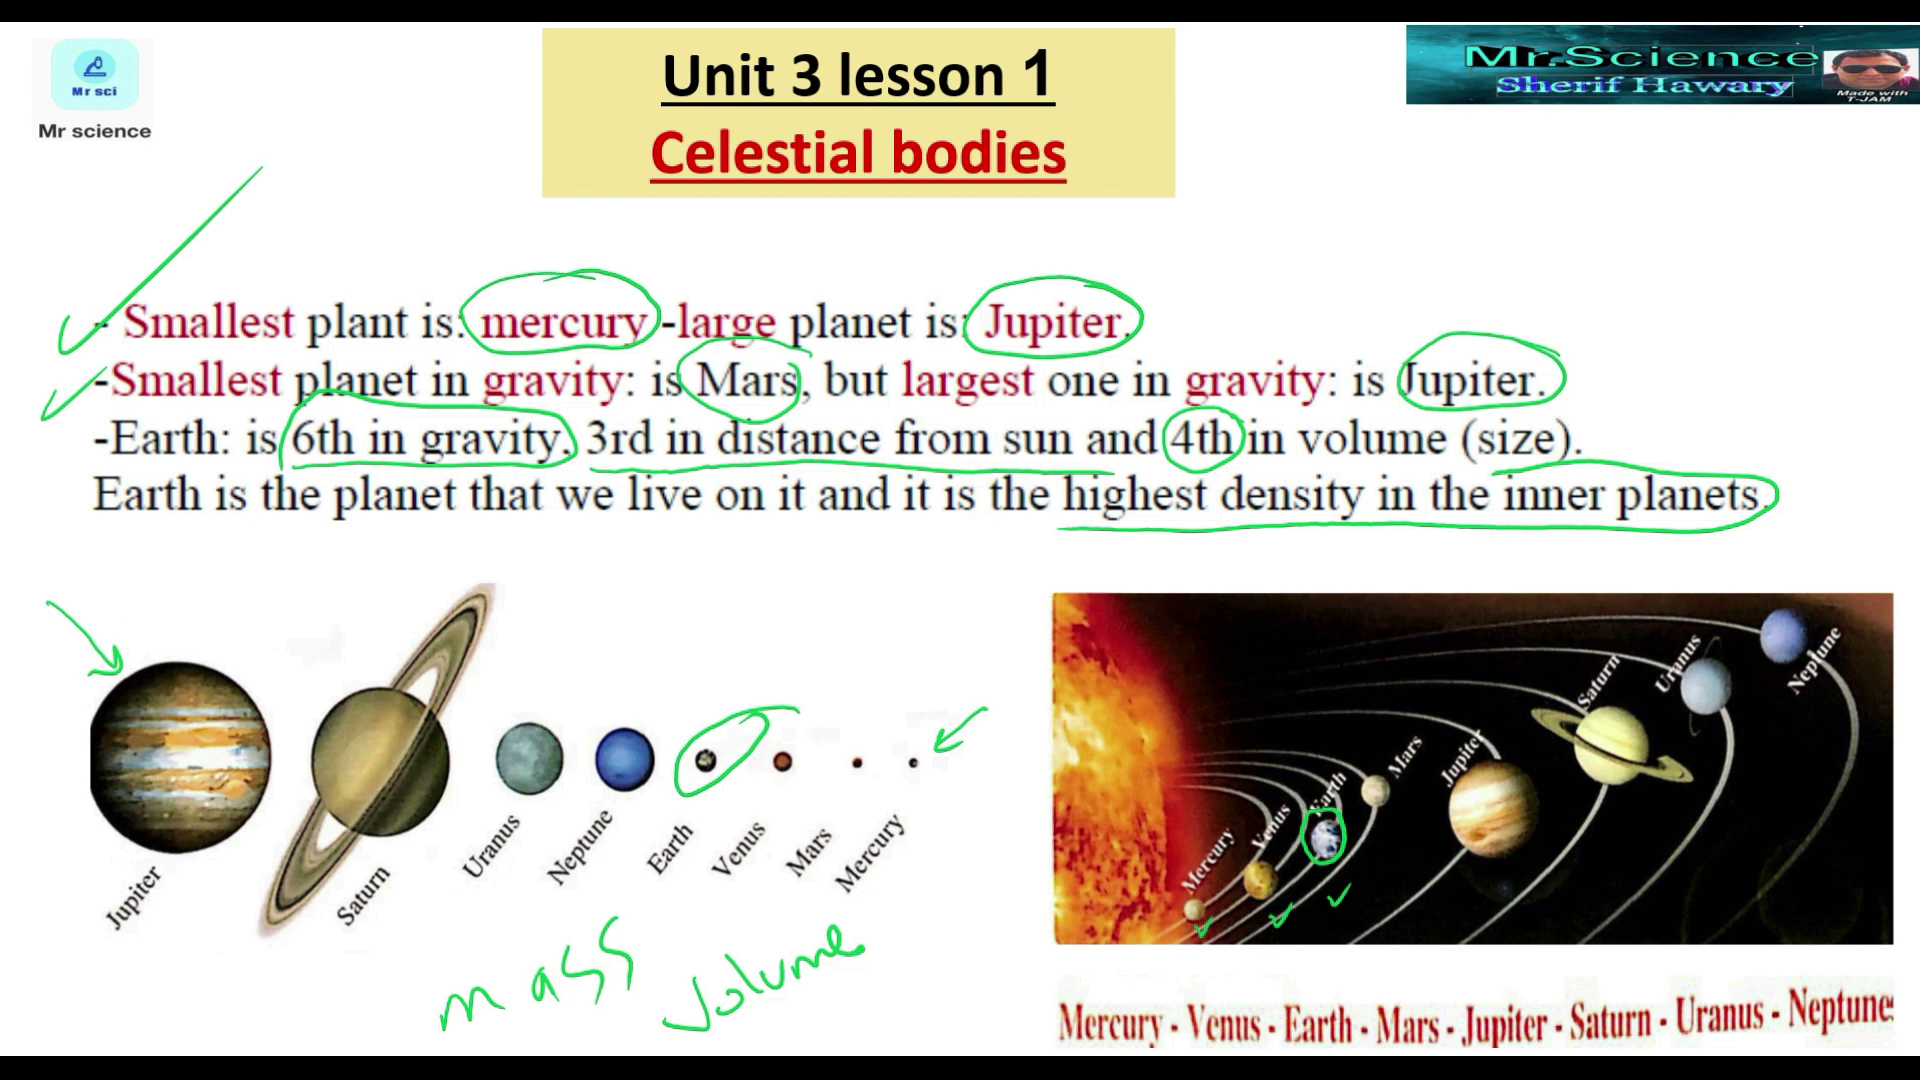 Mr sci
Mr science
Unit 3 lesson 1
Celestial bodies
Mr.Science
Sherif Hawary
Made with
T-JAM
- Smallest plant is: mercury -large planet is: Jupiter.
-Smallest planet in gravity: is Mars, but largest one in gravity: is Jupiter.
-Earth: is 6th in gravity, 3rd in distance from sun and 4th in volume (size).
Earth is the planet that we live on it and it is the highest density in the inner planets.
Jupiter
Saturn
Uranus
Neptune
Earth
Venus
Mars
Mercury
mass
volume
Mercury
Venus
Earth
Mars
Jupiter
Saturn
Uranus
Neptune
Mercury - Venus - Earth - Mars - Jupiter - Saturn - Uranus - Neptune